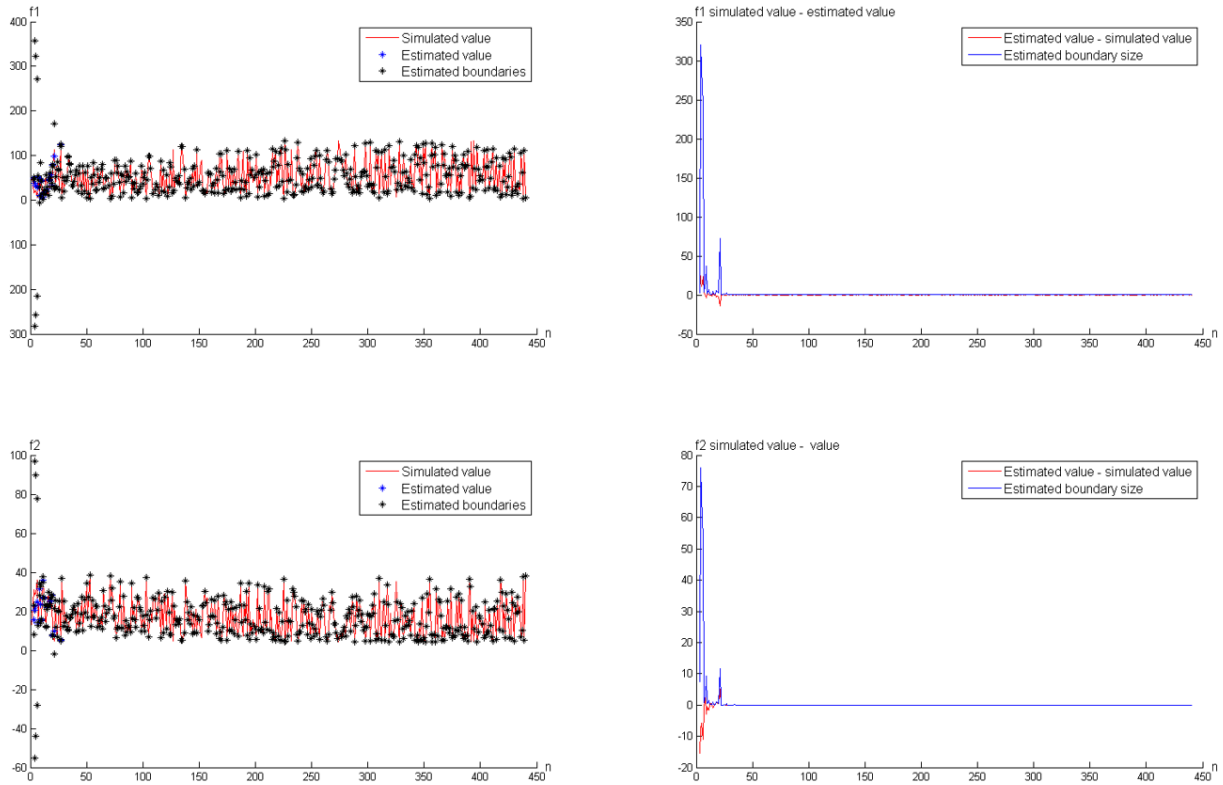 f1
400
300
200
100
0
100
200
300
0 50 100 150 200 250 300 350 400 450 n
Simulated value
Estimated value
Estimated boundaries
f1 simulated value - estimated value
350
300
250
200
150
100
50
0
-50
0 50 100 150 200 250 300 350 400 450 n
Estimated value - simulated value
Estimated boundary size
f2
100
80
60
40
20
0
-20
-40
-60
0 50 100 150 200 250 300 350 400 450 n
Simulated value
Estimated value
Estimated boundaries
f2 simulated value - value
80
70
60
50
40
30
20
10
0
-10
-20
0 50 100 150 200 250 300 350 400 450 n
Estimated value - simulated value
Estimated boundary size